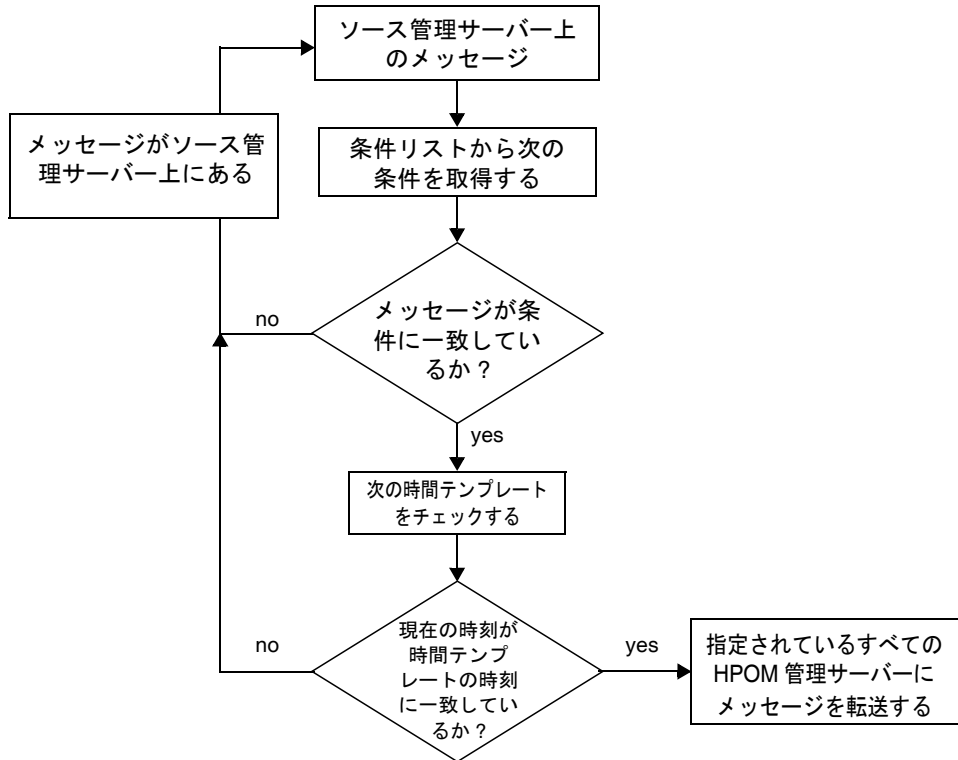 ソース管理サーバー上
のメッセージ
メッセージがソース管
理サーバー上にある
条件リストから次の
条件を取得する
メッセージが条
件に一致してい
るか？
no
yes
次の時間テンプレート
をチェックする
現在の時刻が
時間テンプ
レートの時刻
に一致してい
るか？
no
yes
指定されているすべての
HPOM 管理サーバーに
メッセージを転送する